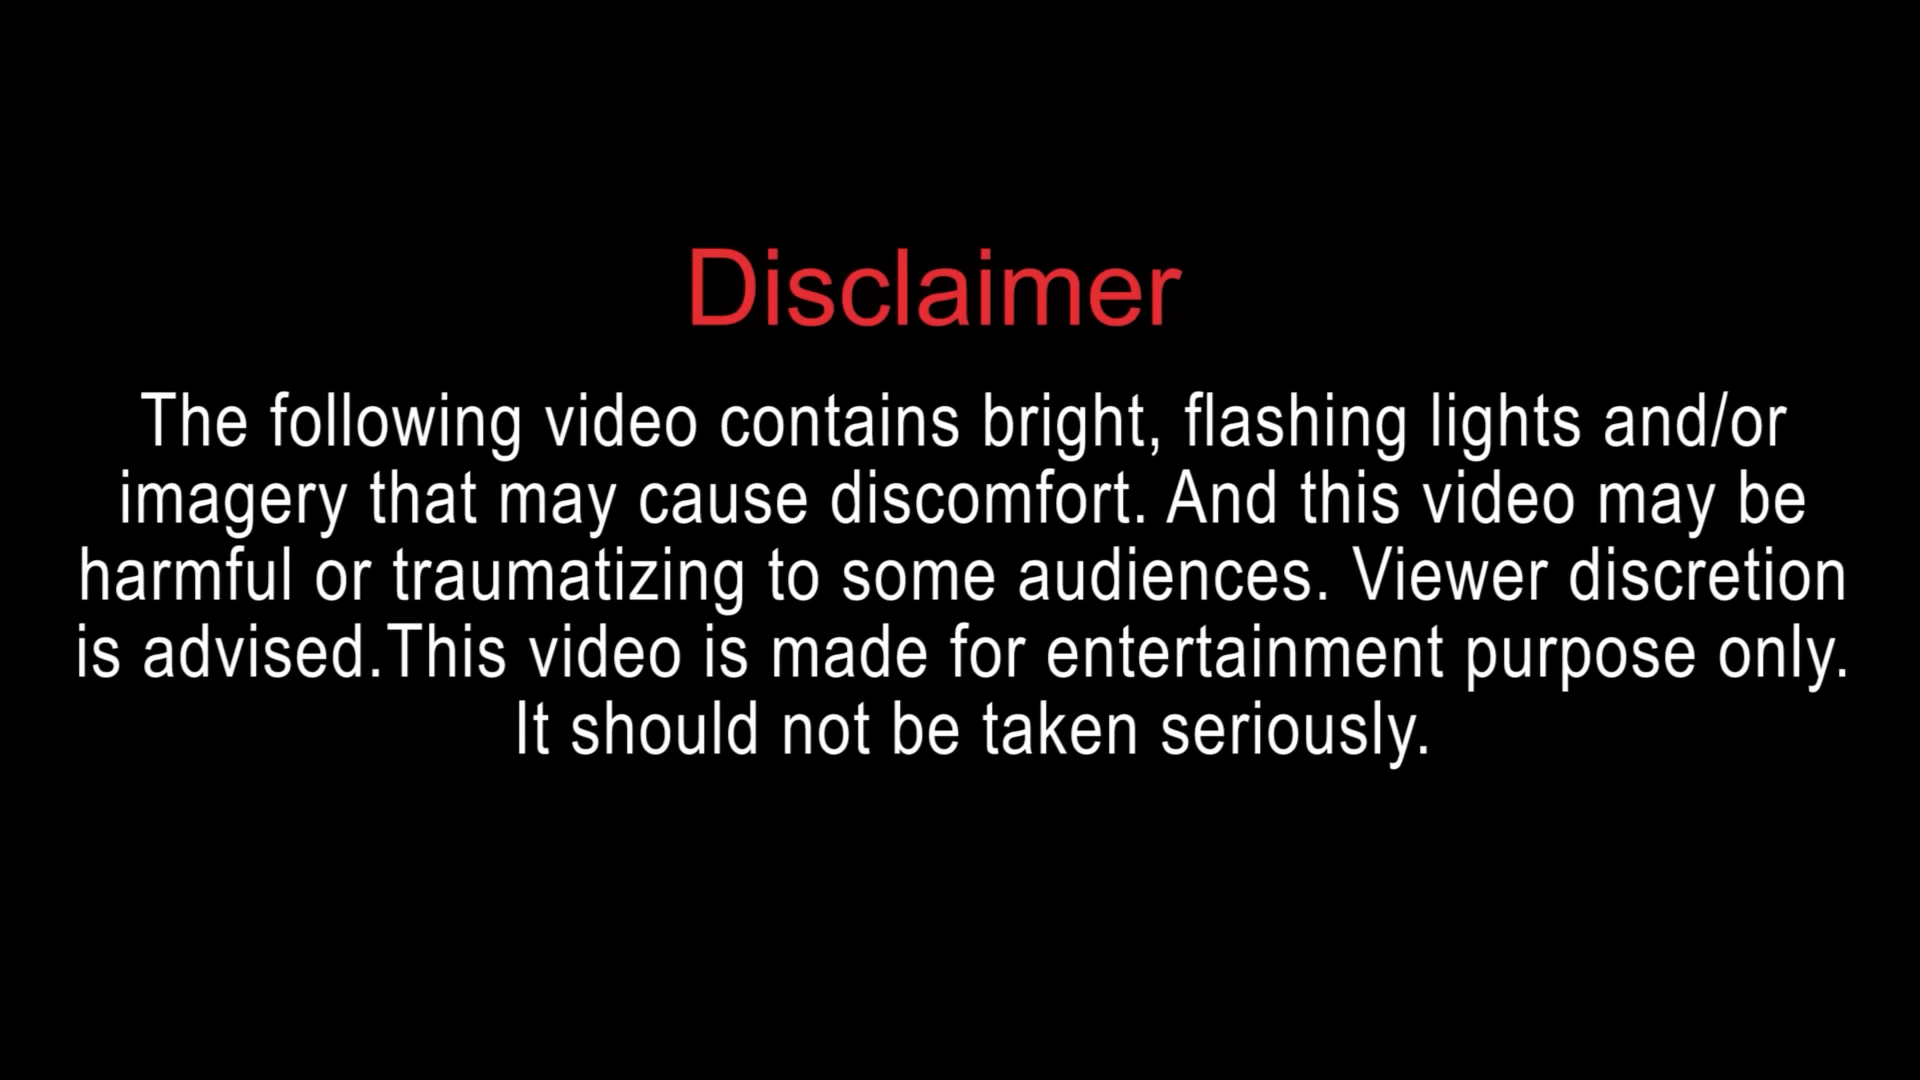 Disclaimer
The following video contains bright, flashing lights and/or
imagery that may cause discomfort. And this video may be
harmful or traumatizing to some audiences. Viewer discretion
is advised.This video is made for entertainment purpose only.
It should not be taken seriously.